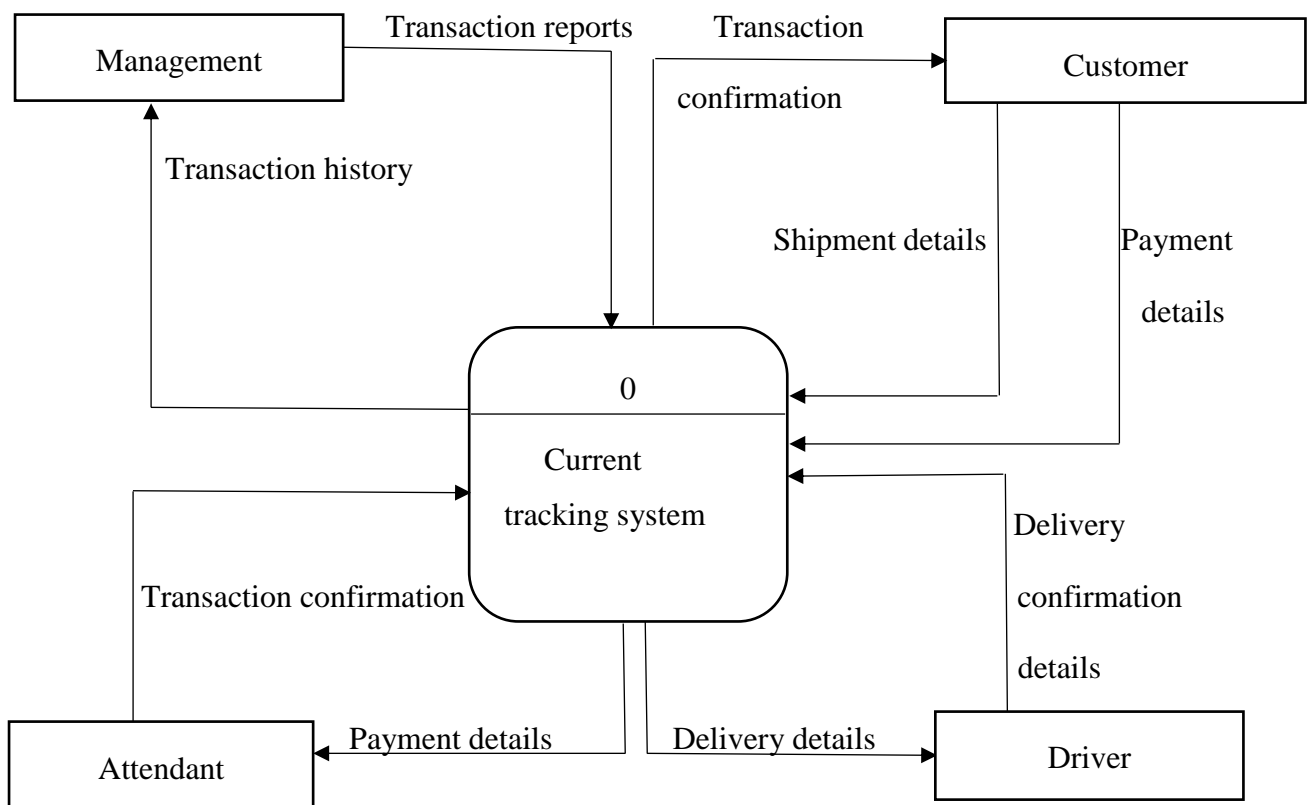 Transaction reports
Transaction
confirmation
Management
Customer
Transaction history
Shipment details
Payment
details
0
Current
tracking system
Delivery
confirmation
details
Transaction confirmation
Payment details
Delivery details
Attendant
Driver